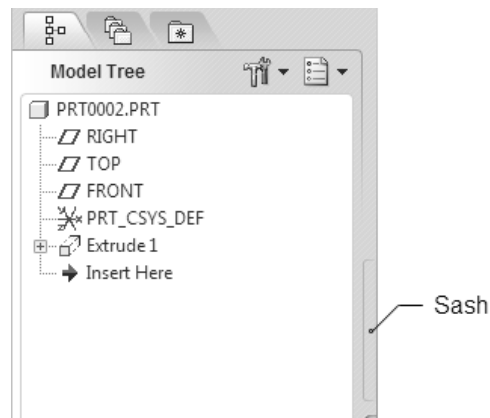 Model Tree
PRT0002.PRT
RIGHT
TOP
FRONT
PRT_CSYS_DEF
Extrude 1
Insert Here
Sash